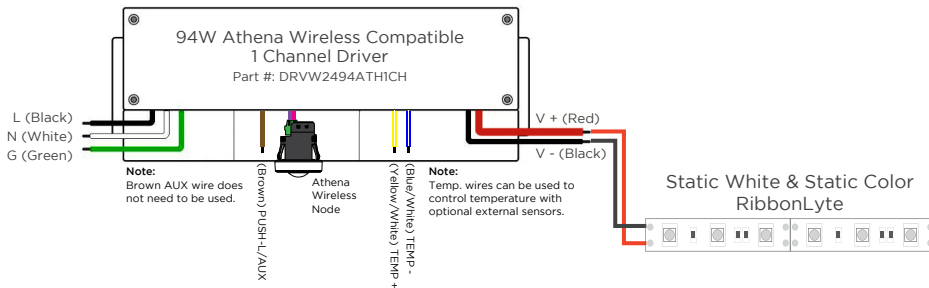 94W Athena Wireless Compatible
1 Channel Driver
Part #: DRVW2494ATH1CH
L (Black)
N (White)
G (Green)
V + (Red)
V - (Black)
Note:
Brown AUX wire does
not need to be used.
(Brown) PUSH-L/AUX
Athena
Wireless
Node
(Yellow/White) TEMP +
(Blue/White) TEMP -
Note:
Temp. wires can be used to
control temperature with
optional external sensors.
Static White & Static Color
RibbonLyte